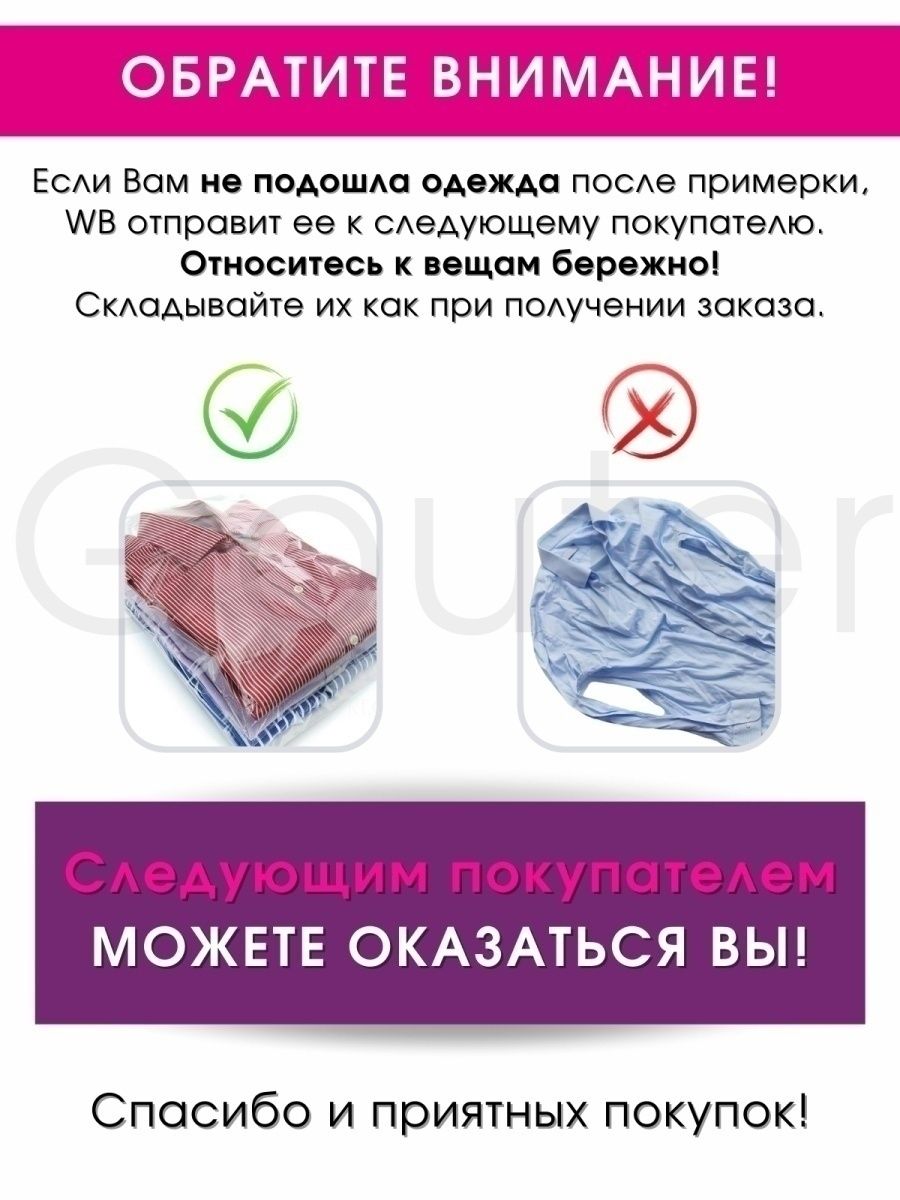 ОБРАТИТЕ ВНИМАНИЕ!
Если Вам не подошла одежда после примерки,
WB отправит ее к следующему покупателю.
Относитесь к вещам бережно!
Складывайте их как при получении заказа.
Следующим покупателем
МОЖЕТЕ ОКАЗАТЬСЯ ВЫ!
Спасибо и приятных покупок!